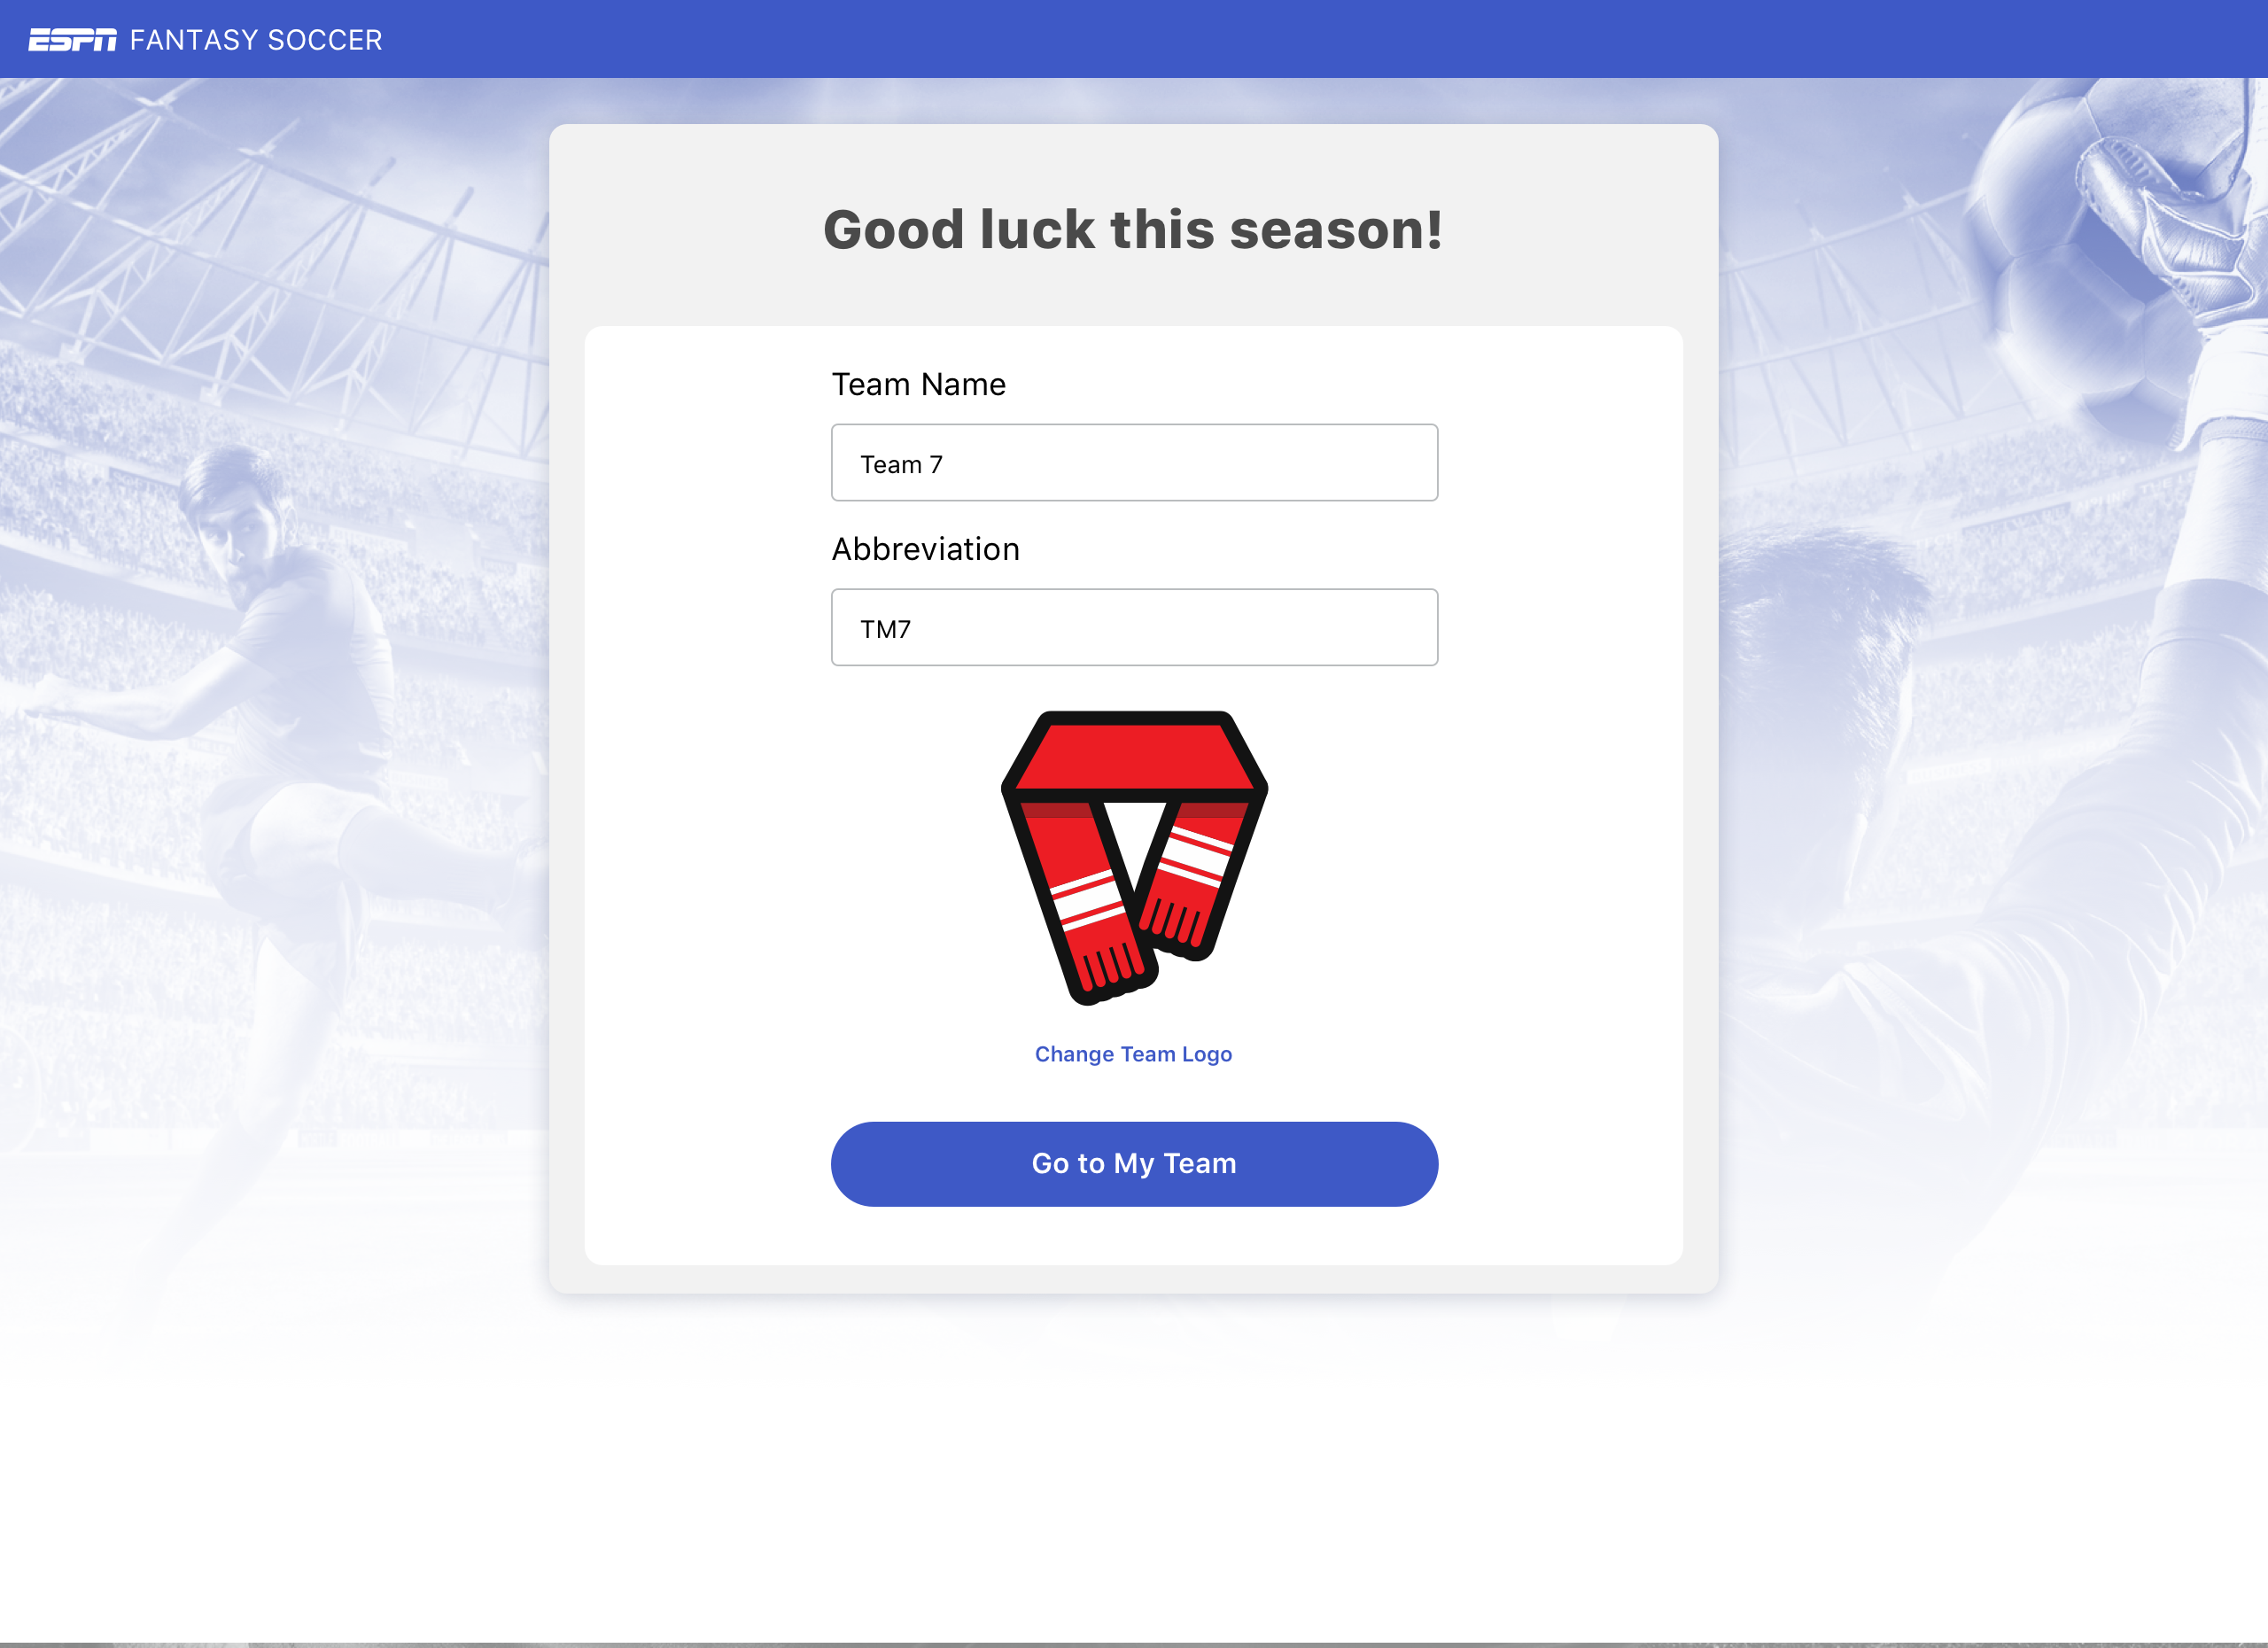 ESPN FANTASY SOCCER
Good luck this season!
Team Name
Team 7
Abbreviation
TM7
Change Team Logo
Go to My Team